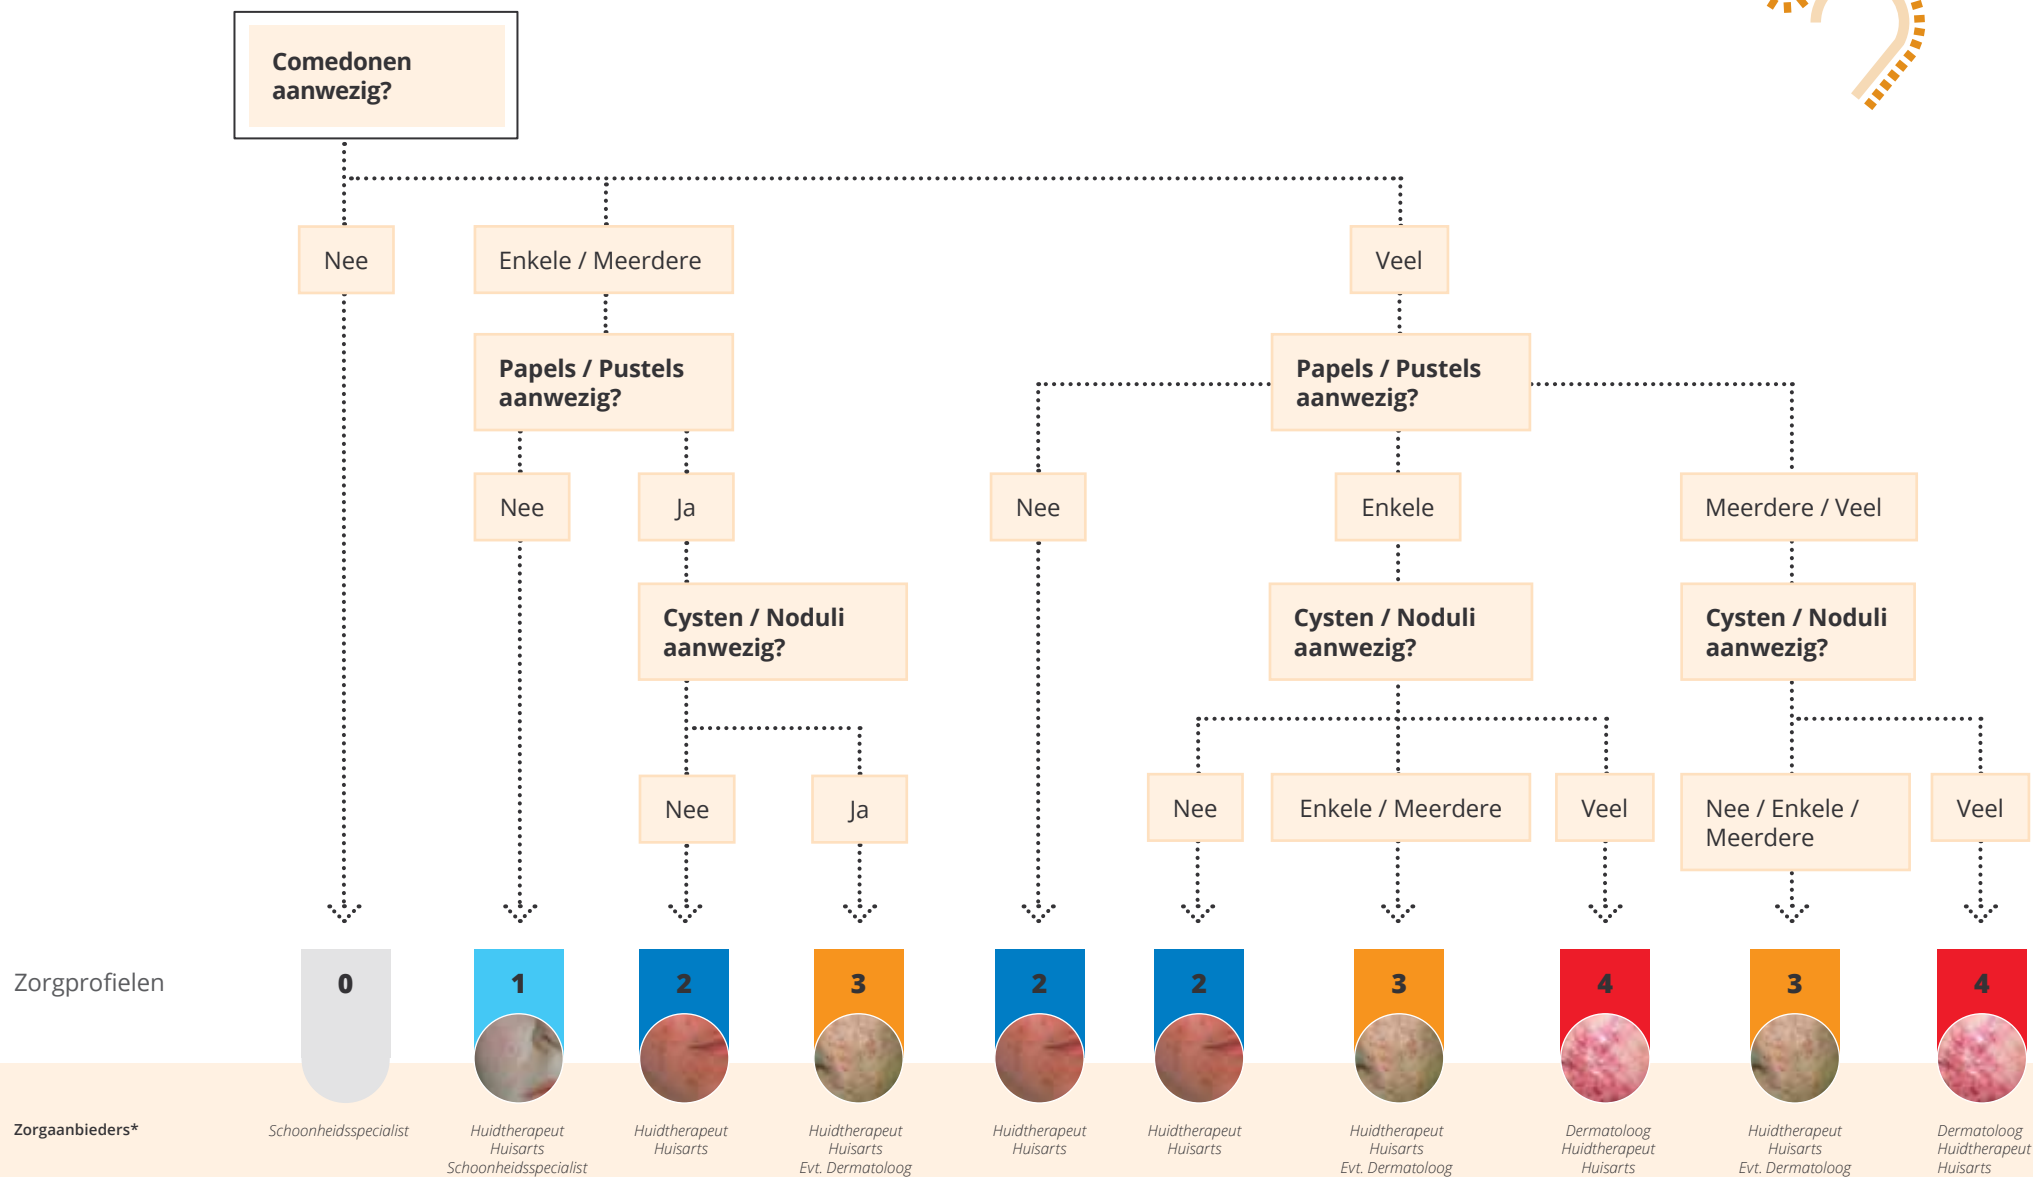 Comedonen
aanwezig?
Nee
Enkele / Meerdere
Veel
Papels / Pustels
aanwezig?
Papels / Pustels
aanwezig?
Nee
Ja
Nee
Enkele
Meerdere / Veel
Cysten / Noduli
aanwezig?
Cysten / Noduli
aanwezig?
Cysten / Noduli
aanwezig?
Nee
Ja
Nee
Enkele / Meerdere
Veel
Nee / Enkele /
Meerdere
Veel
Zorgprofielen
0
1
2
3
2
2
3
4
3
4
Zorgaanbieders*
Schoonheidsspecialist
Huidtherapeut
Huisarts
Schoonheidsspecialist
Huidtherapeut
Huisarts
Huidtherapeut
Huisarts
Evt. Dermatoloog
Huidtherapeut
Huisarts
Huidtherapeut
Huisarts
Huidtherapeut
Huisarts
Evt. Dermatoloog
Dermatoloog
Huidtherapeut
Huisarts
Huidtherapeut
Huisarts
Evt. Dermatoloog
Dermatoloog
Huidtherapeut
Huisarts